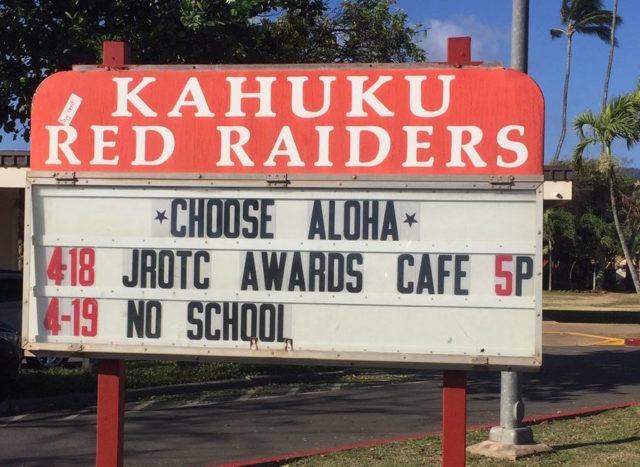 KAHUKU
RED RAIDERS
★CHOOSE ALOHA★
4-18 JROTC AWARDS CAFE 5P
4-19 NO SCHOOL